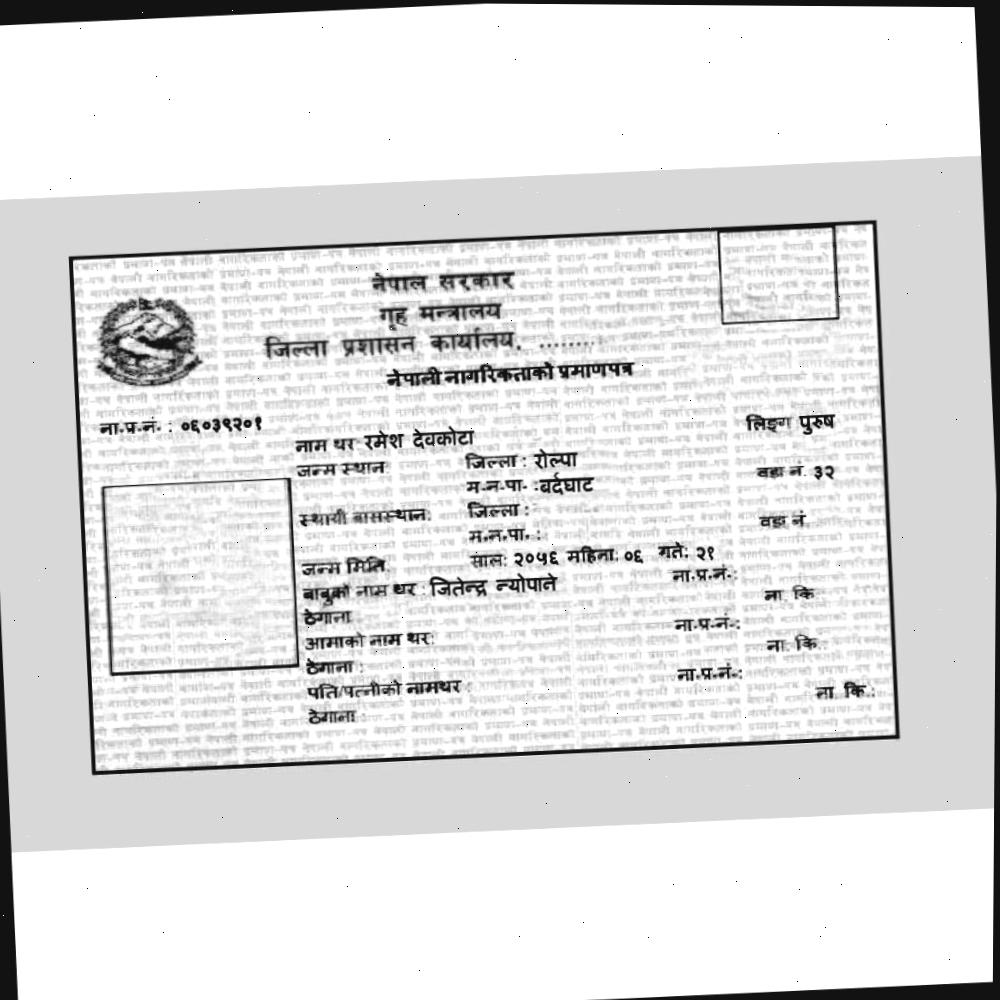 नेपाल सरकार
गृह मन्त्रालय
जिल्ला प्रशासन कार्यालय. ........
नेपाली नागरिकताको प्रमाणपत्र
ना.प्र.नं. : ०६०३९२०१
लिङ्ग पुरुष
नाम थर रमेश देवकोटा
जन्म स्थान जिल्ला : रोल्पा वडा नं. ३२
म.न.पा. : बर्दघाट
स्थायी बासस्थान: जिल्ला : वडा नं.
म.न.पा. :
जन्म मिति: साल: २०५६ महिना: ०६ गते: २१
बाबुको नाम थर : जितेन्द्र न्योपाने ना.प्र.नं.:
ठेगाना ना. कि.
आमाको नाम थर: ना.प्र.नं.:
ठेगाना : ना. कि.:
पति/पत्नीको नामथर : ना.प्र.नं.:
ठेगाना : ना. कि.: